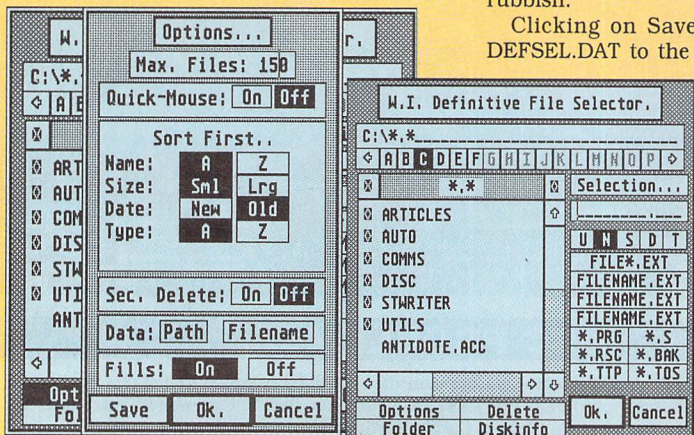 rubbish.
Clicking on Save
DEFSEL.DAT to the
W.
r.
C:\*.
A B
ART
AUT
COM
DIS
STW
UTI
ANT
Opt
Fol
Options...
Max. Files: 150
Quick-Mouse: On Off
Sort First..
Name: A Z
Size: Sml Lrg
Date: New Old
Type: A Z
Sec. Delete: On Off
Data: Path Filename
Fills: On Off
Save Ok. Cancel
W.I. Definitive File Selector.
C:\*.*
A B C D E F G H I J K L M N O P
*.*
ARTICLES
AUTO
COMMS
DISC
STWRITER
UTILS
ANTIDOTE.ACC
Options Delete
Folder Diskinfo
Selection...
________.___
U N S D T
FILE*.EXT
FILENAME.EXT
FILENAME.EXT
FILENAME.EXT
*.PRG *.S
*.RSC *.BAK
*.TTP *.TOS
Ok. Cancel